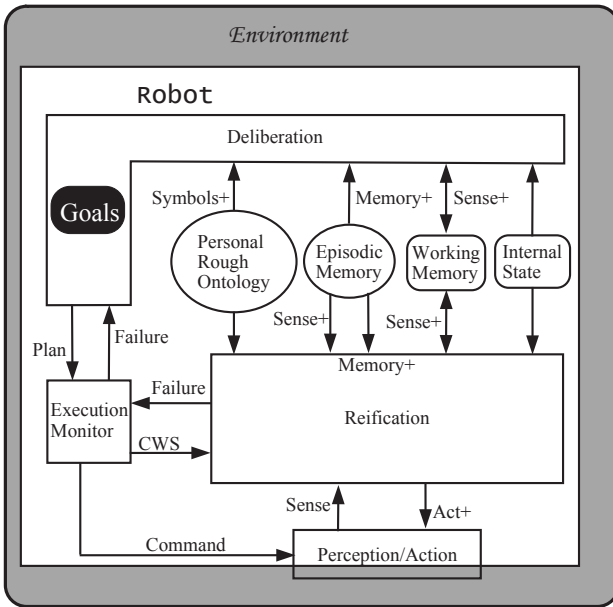 Environment
Robot
Deliberation
Goals
Symbols+
Memory+
Sense+
Personal
Rough
Ontology
Episodic
Memory
Working
Memory
Internal
State
Sense+
Sense+
Plan
Failure
Memory+
Failure
Execution
Monitor
Reification
CWS
Sense
Act+
Command
Perception/Action